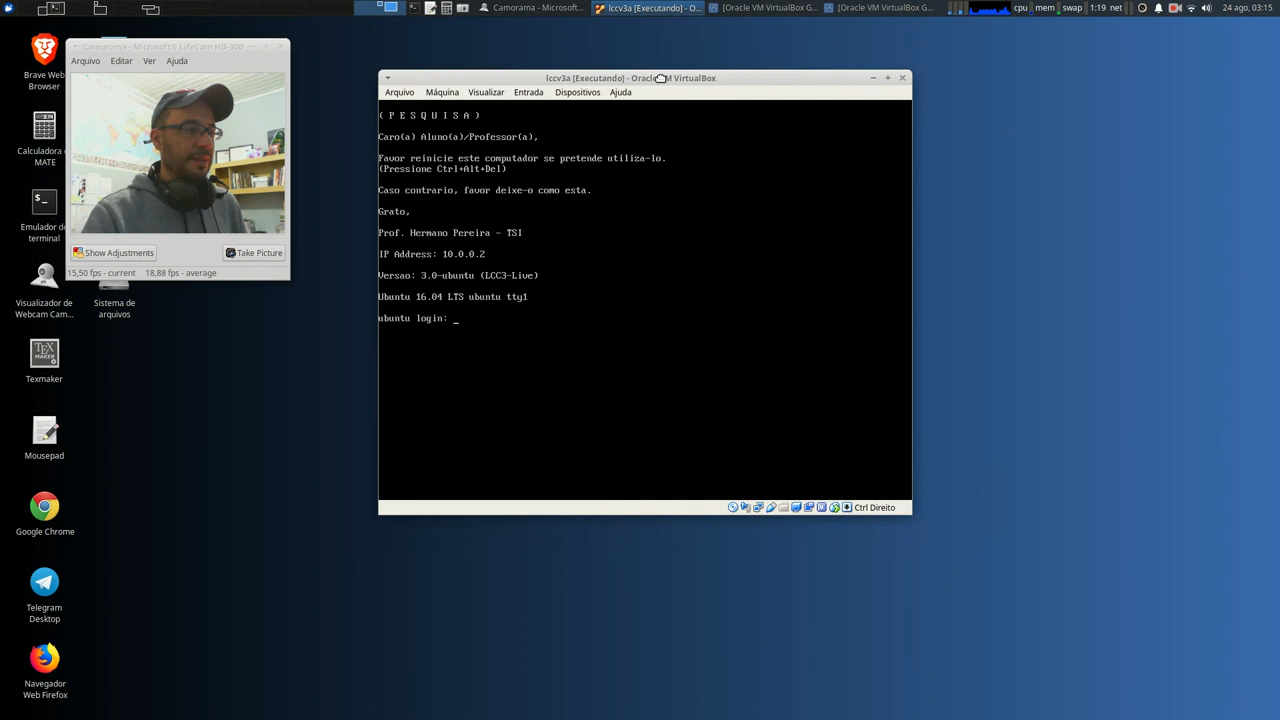 Camorama - Microsoft...
lccv3a [Executando] - O...
[Oracle VM VirtualBox G...
[Oracle VM VirtualBox G...
cpu
mem
swap
1:19
net
24 ago, 03:15
Brave Web
Browser
Calculadora do
MATE
Emulador de
terminal
Visualizador de
Webcam Cam...
Sistema de
arquivos
Texmaker
Mousepad
Google Chrome
Telegram
Desktop
Navegador
Web Firefox
Camorama - Microsoft® LifeCam HD-300
Arquivo Editar Ver Ajuda
Show Adjustments
Take Picture
15,50 fps - current 18,88 fps - average
lccv3a [Executando] - Oracle VM VirtualBox
Arquivo Máquina Visualizar Entrada Dispositivos Ajuda
( P E S Q U I S A )
Caro(a) Aluno(a)/Professor(a),
Favor reinicie este computador se pretende utiliza-lo.
(Pressione Ctrl+Alt+Del)
Caso contrario, favor deixe-o como esta.
Grato,
Prof. Hermano Pereira - TSI
IP Address: 10.0.0.2
Versao: 3.0-ubuntu (LCC3-Live)
Ubuntu 16.04 LTS ubuntu tty1
ubuntu login: _
Ctrl Direito